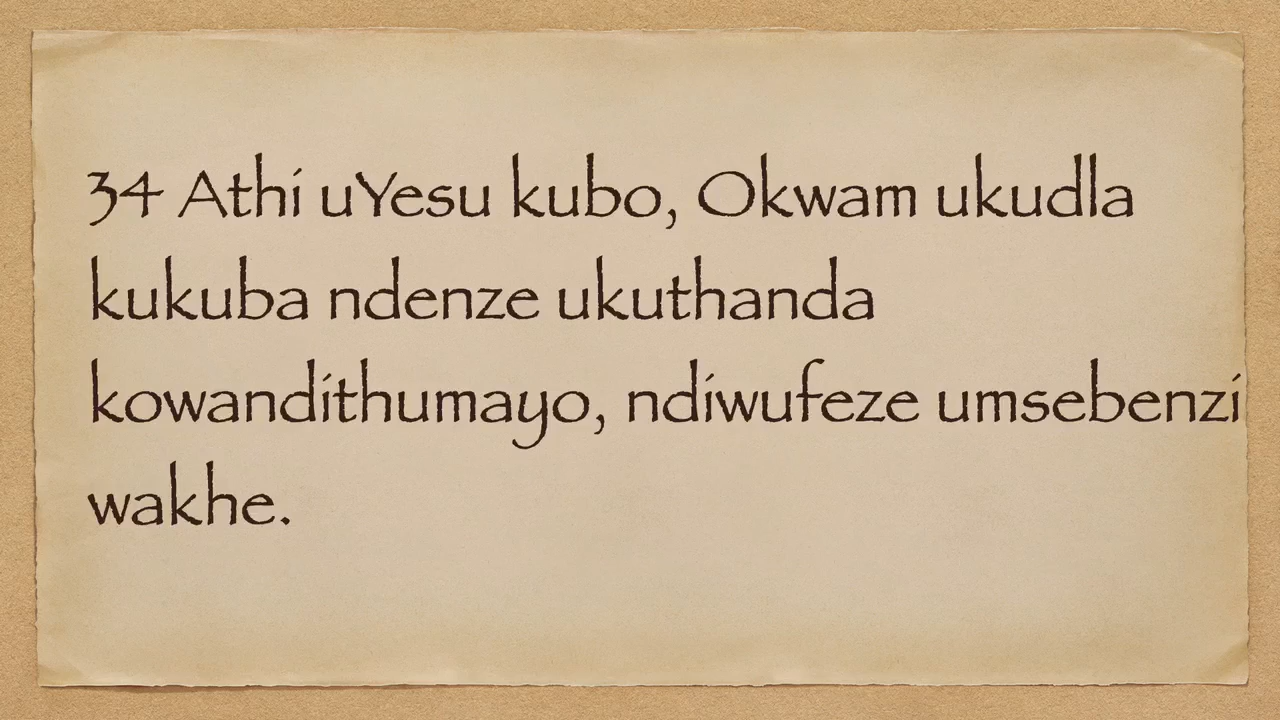 34 Athi uYesu kubo, Okwam ukudla
kukuba ndenze ukuthanda
kowandithumayo, ndiwufeze umsebenzi
wakhe.